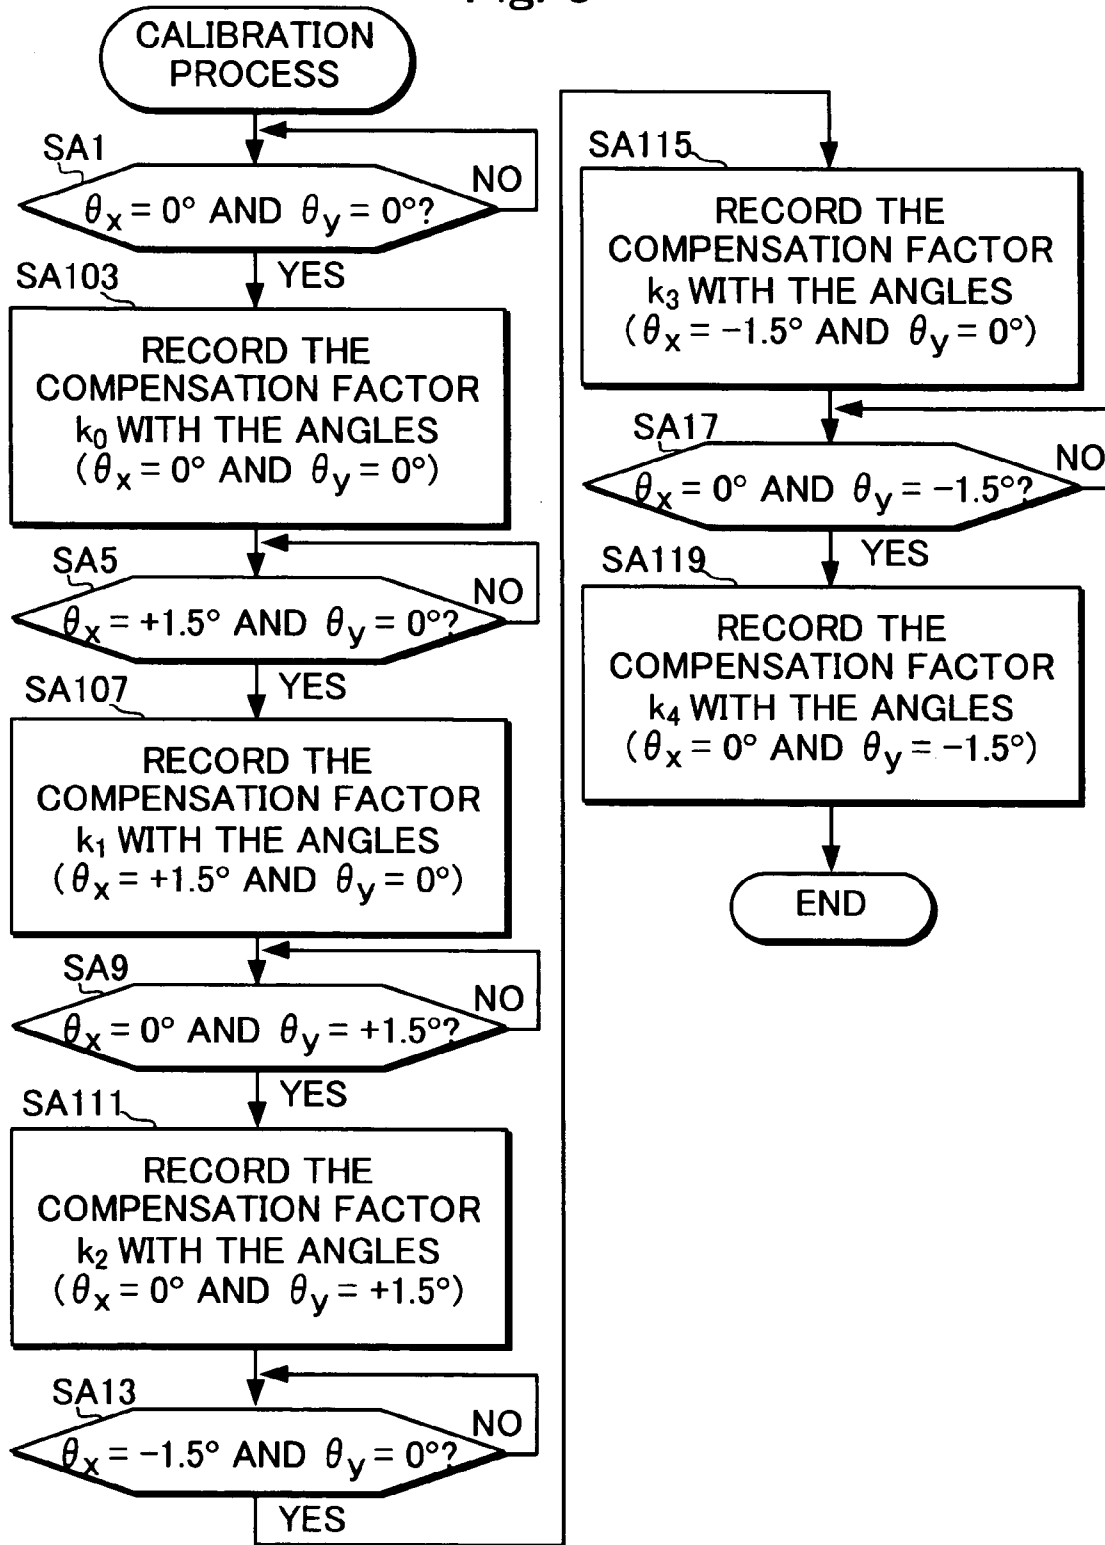 CALIBRATION
PROCESS
SA1
θx = 0° AND θy = 0°?
NO
YES
SA103
RECORD THE
COMPENSATION FACTOR
k0 WITH THE ANGLES
(θx = 0° AND θy = 0°)
SA5
θx = +1.5° AND θy = 0°?
NO
YES
SA107
RECORD THE
COMPENSATION FACTOR
k1 WITH THE ANGLES
(θx = +1.5° AND θy = 0°)
SA9
θx = 0° AND θy = +1.5°?
NO
YES
SA111
RECORD THE
COMPENSATION FACTOR
k2 WITH THE ANGLES
(θx = 0° AND θy = +1.5°)
SA13
θx = −1.5° AND θy = 0°?
NO
YES
SA115
RECORD THE
COMPENSATION FACTOR
k3 WITH THE ANGLES
(θx = −1.5° AND θy = 0°)
SA17
θx = 0° AND θy = −1.5°?
NO
YES
SA119
RECORD THE
COMPENSATION FACTOR
k4 WITH THE ANGLES
(θx = 0° AND θy = −1.5°)
END